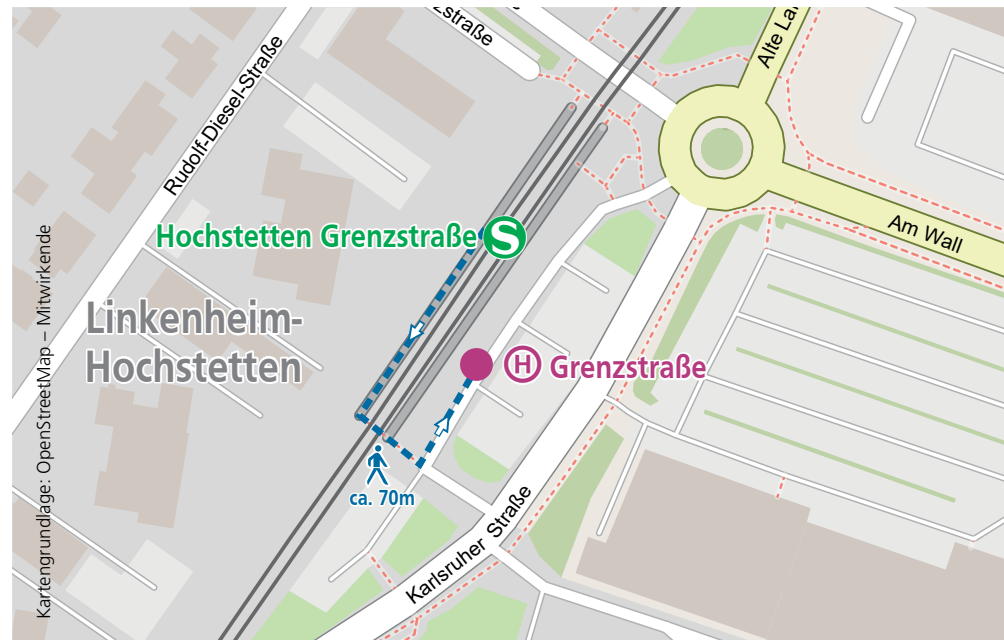 zstraße
Alte La
Rudolf-Diesel-Straße
Am Wall
Hochstetten Grenzstraße S
Linkenheim-
Hochstetten
H Grenzstraße
ca. 70m
Karlsruher Straße
Kartengrundlage: OpenStreetMap – Mitwirkende